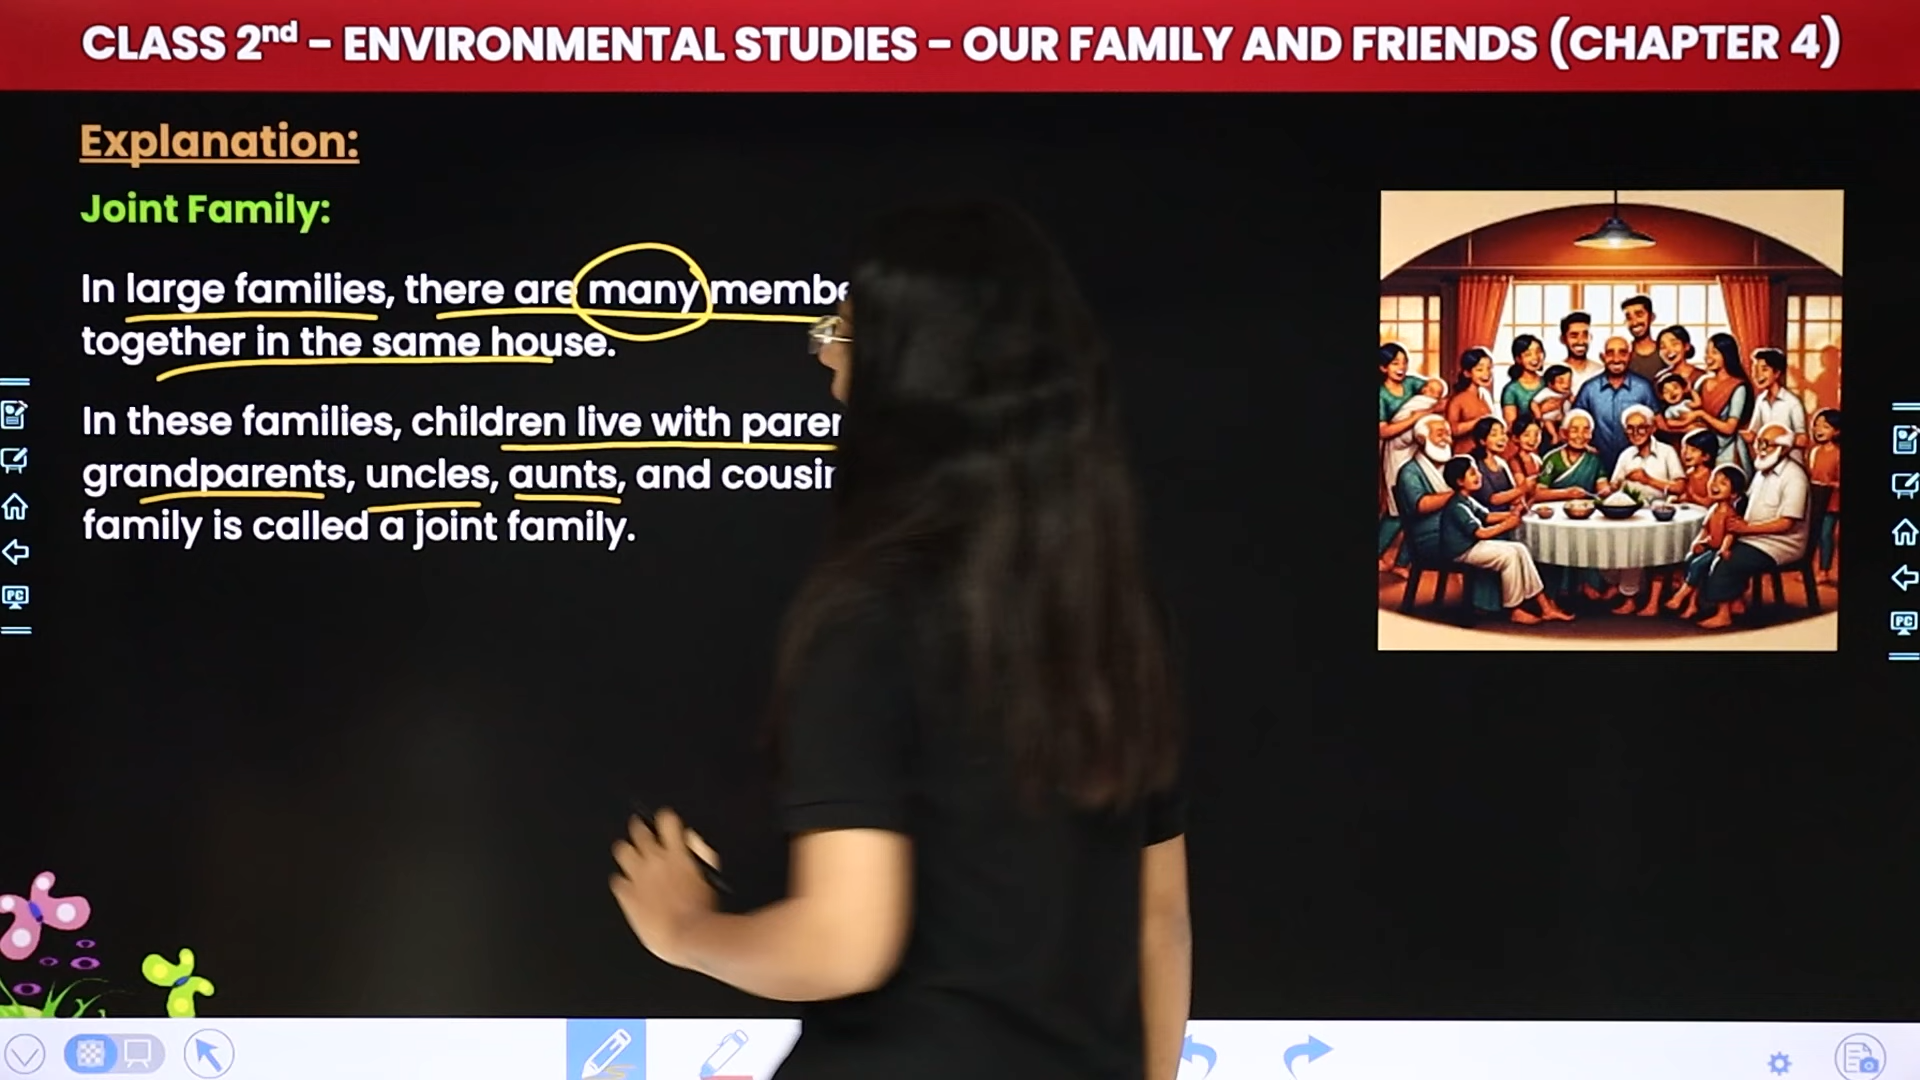 CLASS 2nd - ENVIRONMENTAL STUDIES - OUR FAMILY AND FRIENDS (CHAPTER 4)
Explanation:
Joint Family:
In large families, there are many
together in the same house.
In these families, children live with
grandparents, uncles, aunts, and
family is called a joint family.
PC
PC